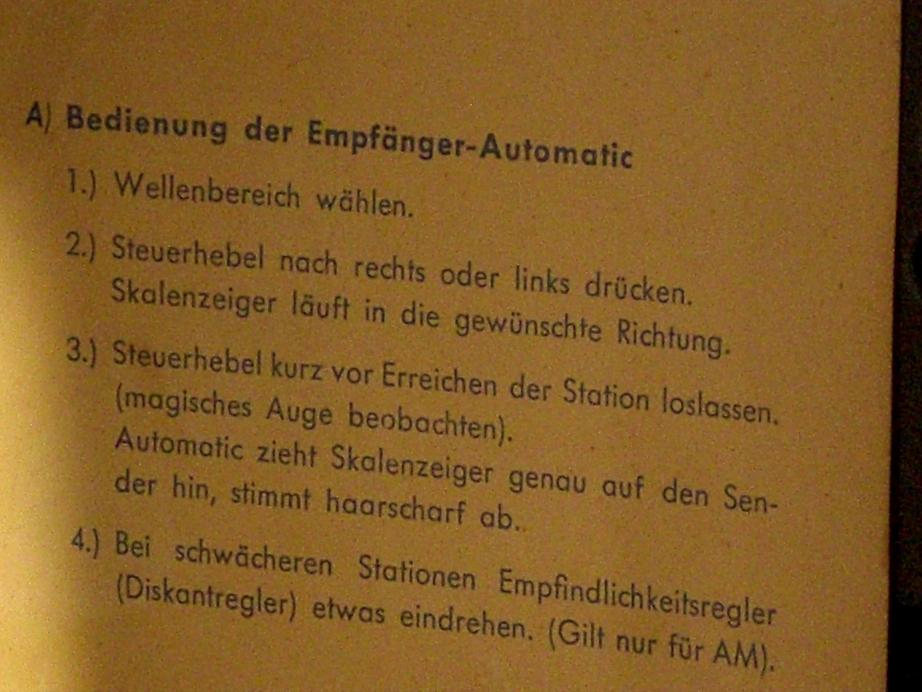 A) Bedienung der Empfänger-Automatic
1.) Wellenbereich wählen.
2.) Steuerhebel nach rechts oder links drücken.
Skalenzeiger läuft in die gewünschte Richtung.
3.) Steuerhebel kurz vor Erreichen der Station loslassen.
(magisches Auge beobachten).
Automatic zieht Skalenzeiger genau auf den Sen-
der hin, stimmt haarscharf ab.
4.) Bei schwächeren Stationen Empfindlichkeitsregler
(Diskantregler) etwas eindrehen. (Gilt nur für AM).